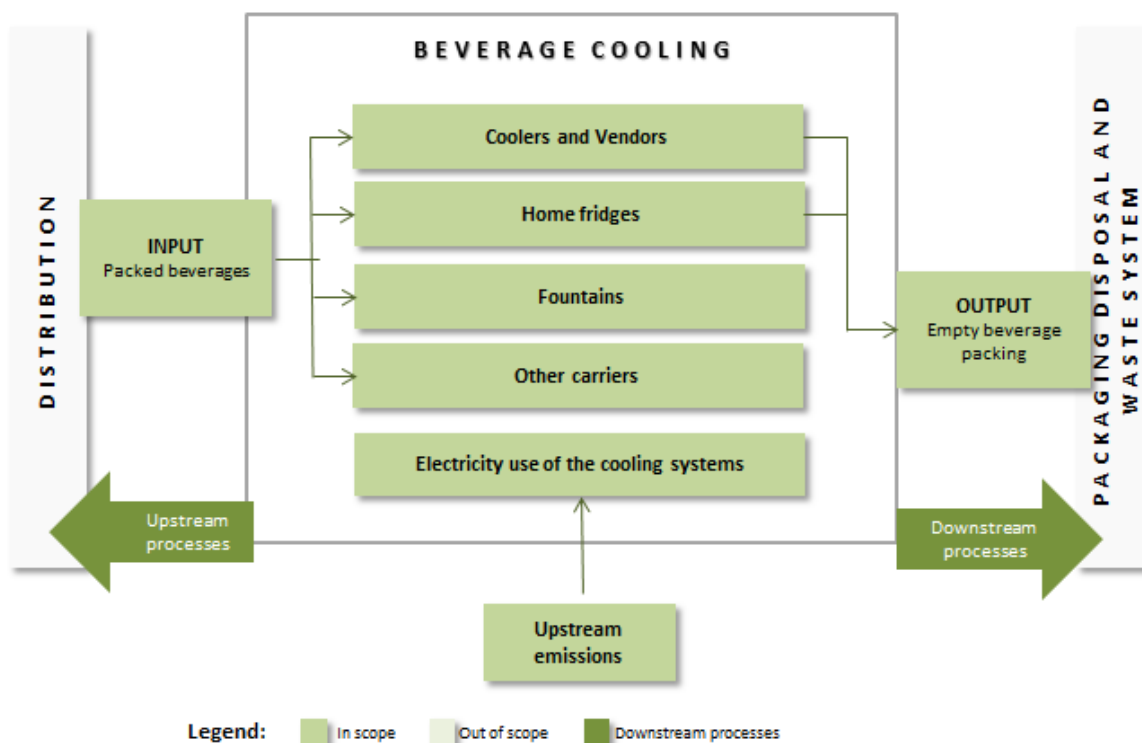 BEVERAGE COOLING
DISTRIBUTION
INPUT
Packed beverages
Coolers and Vendors
Home fridges
Fountains
Other carriers
Electricity use of the cooling systems
OUTPUT
Empty beverage
packing
PACKAGING DISPOSAL AND
WASTE SYSTEM
Upstream
processes
Downstream
processes
Upstream
emissions
Legend:
In scope
Out of scope
Downstream processes